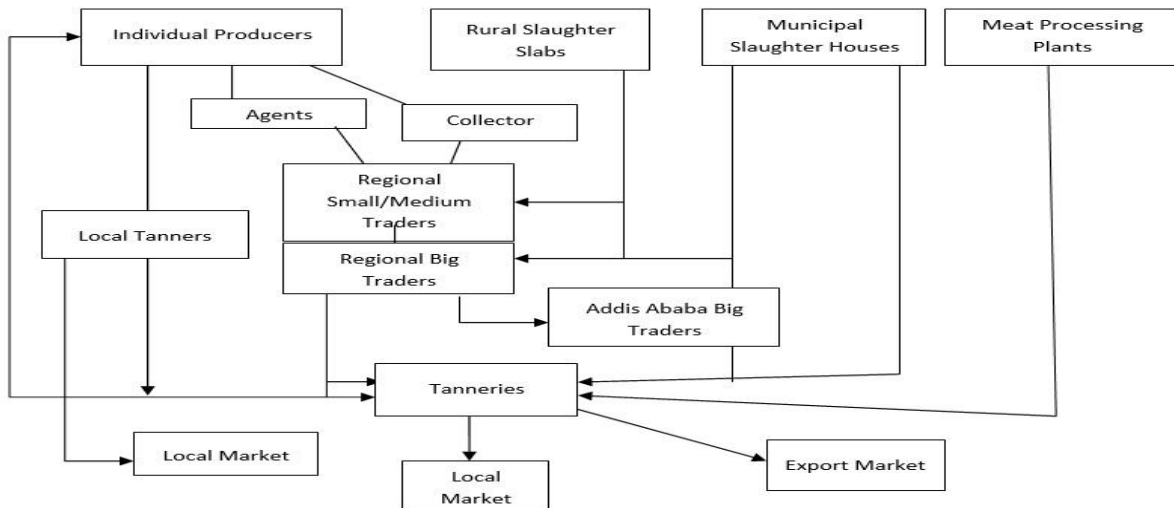 Individual Producers
Rural Slaughter
Slabs
Municipal
Slaughter Houses
Meat Processing
Plants
Agents
Collector
Regional
Small/Medium
Traders
Local Tanners
Regional Big
Traders
Addis Ababa Big
Traders
Tanneries
Local Market
Local
Market
Export Market